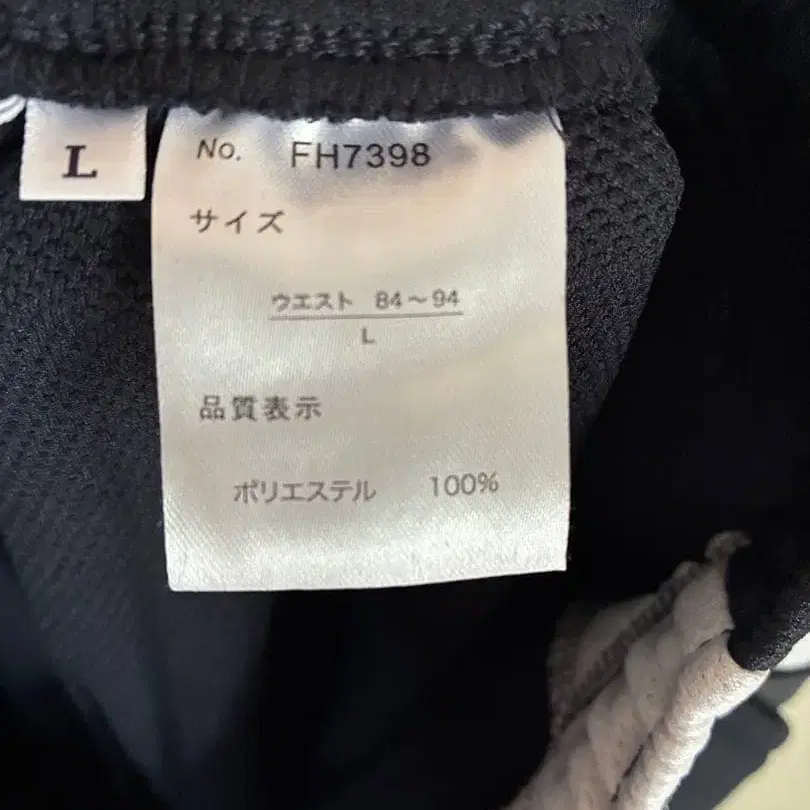 L
No. FH7398
サイズ
ウエスト 84～94
L
品質表示
ポリエステル 100%